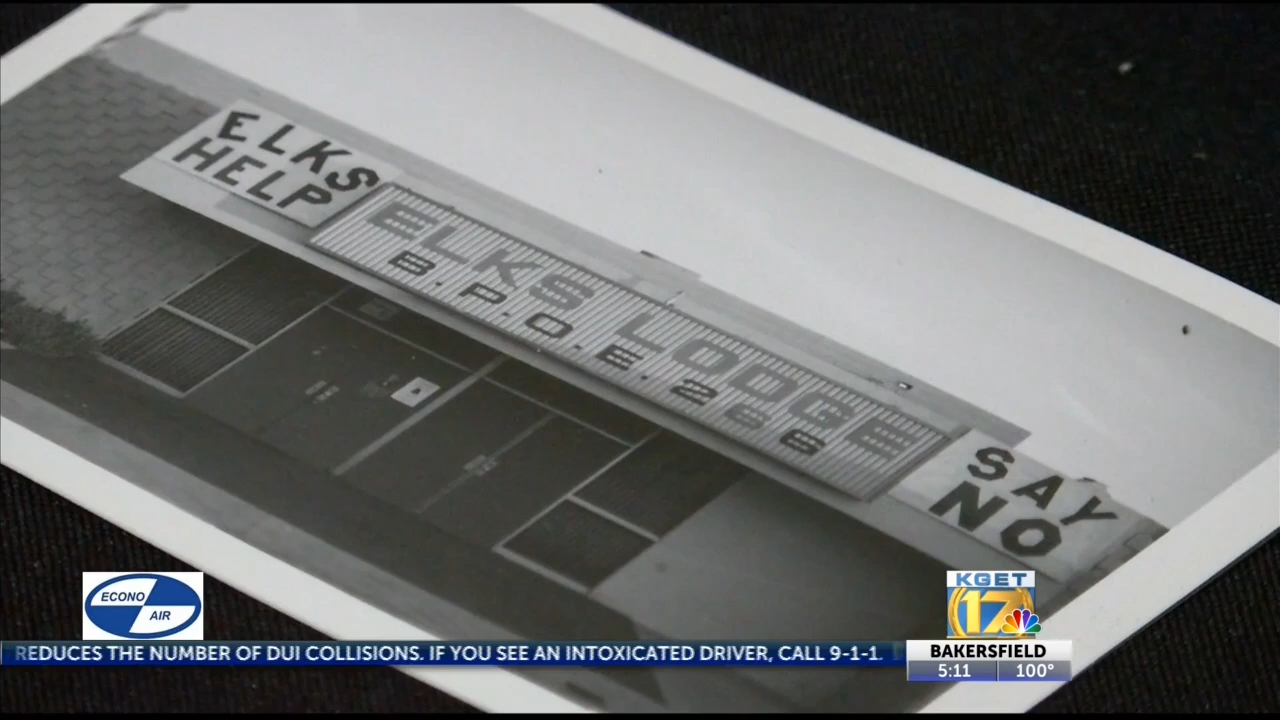 ELKS
HELP
ELKS LODGE
B.P.O.E.266
SAY
NO
ECONO
AIR
KGET
17
REDUCES THE NUMBER OF DUI COLLISIONS. IF YOU SEE AN INTOXICATED DRIVER, CALL 9-1-1.
BAKERSFIELD
5:11
100°